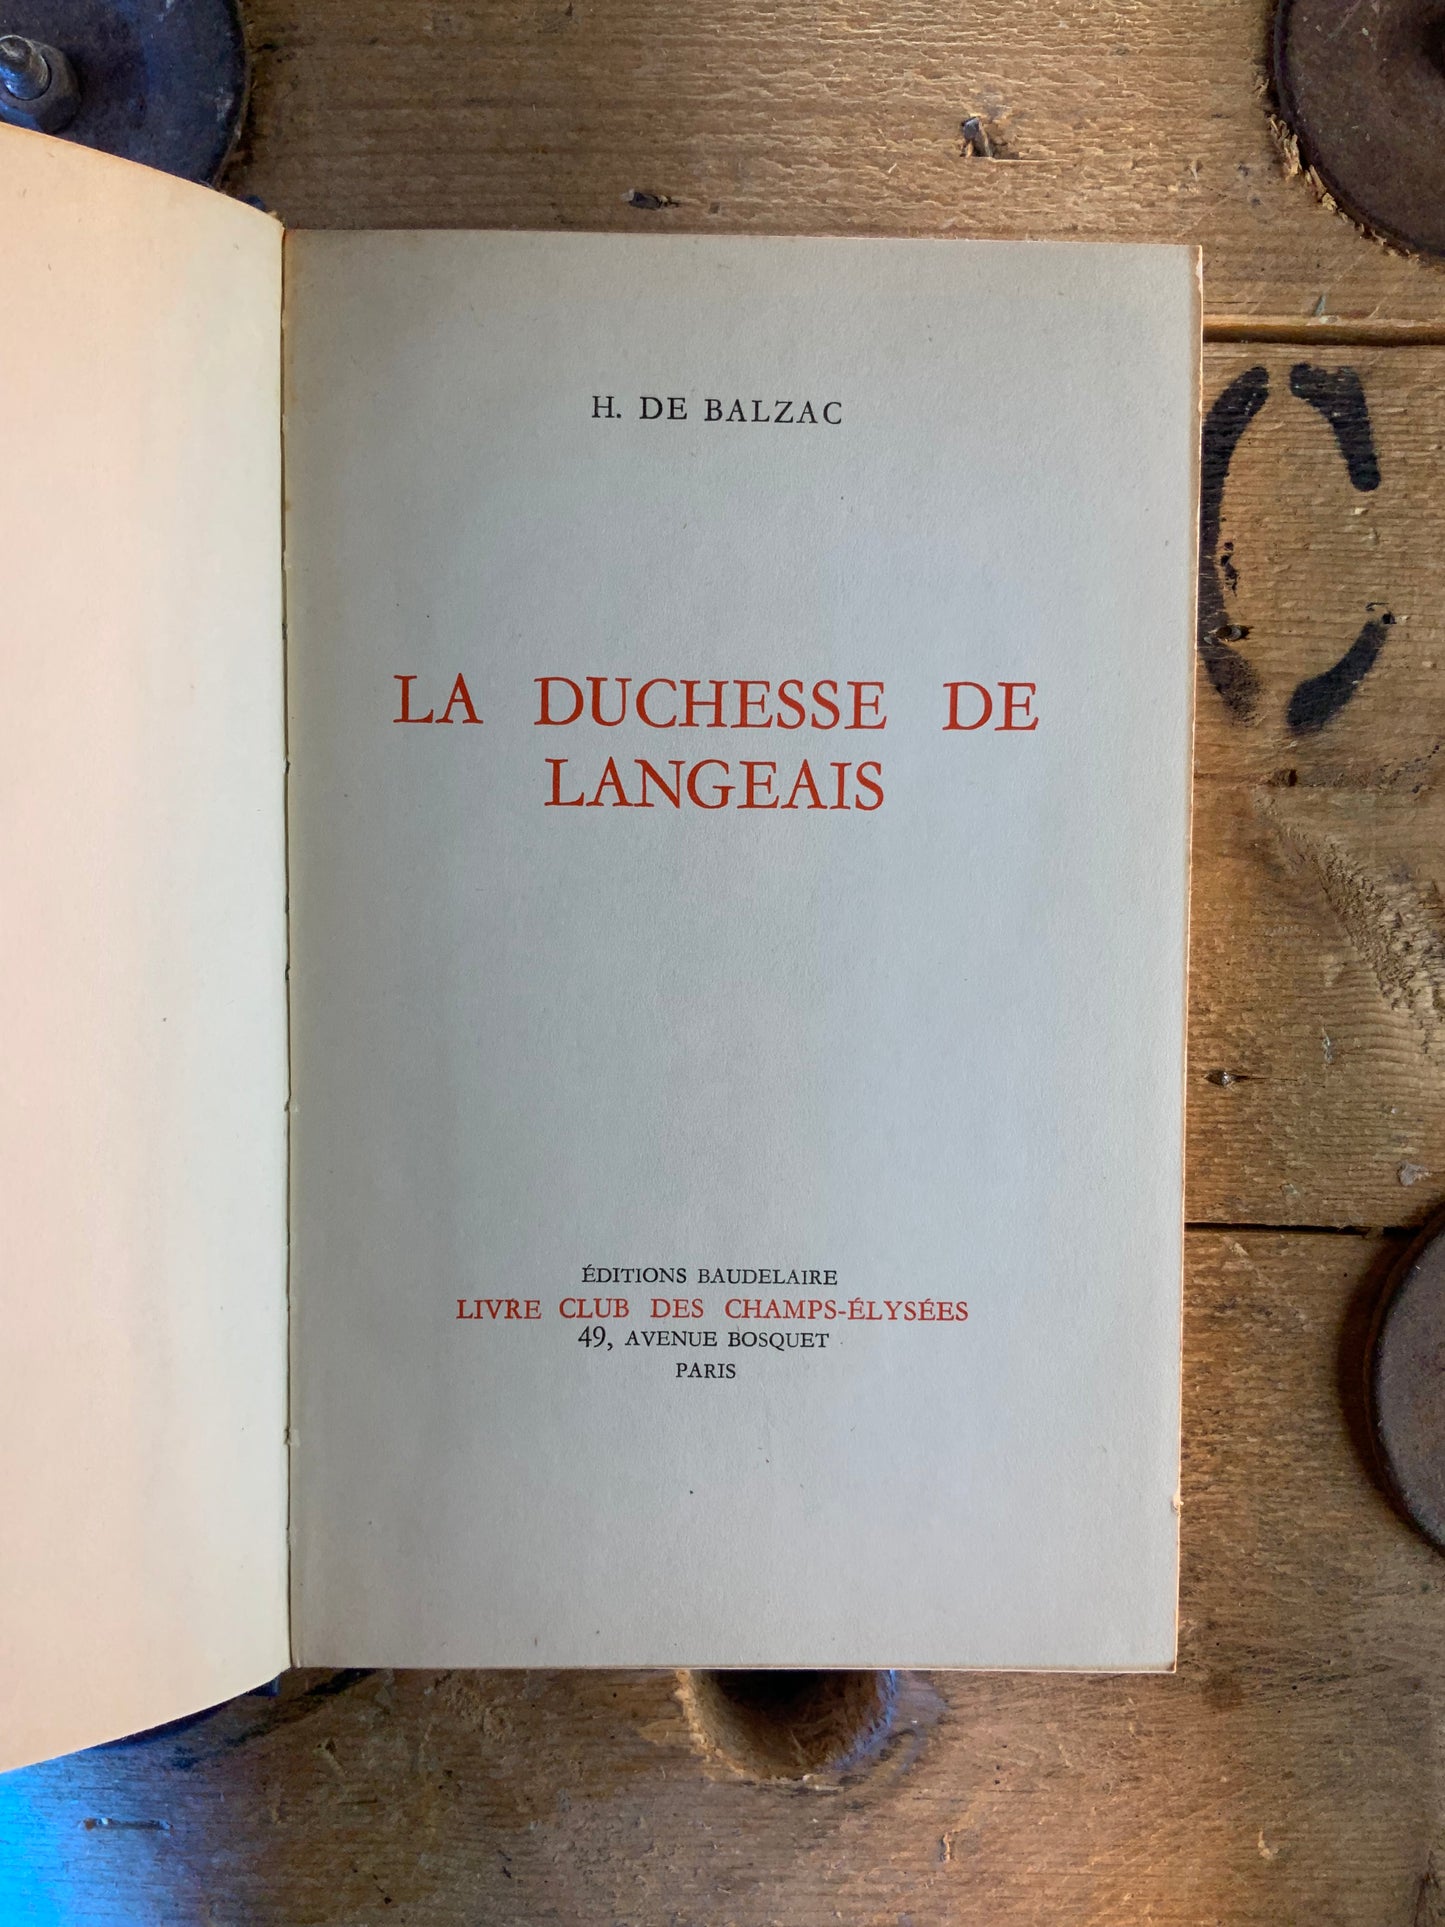 H. DE BALZAC
LA DUCHESSE DE
LANGEAIS
ÉDITIONS BAUDELAIRE
LIVRE CLUB DES CHAMPS-ÉLYSÉES
49, AVENUE BOSQUET
PARIS
C